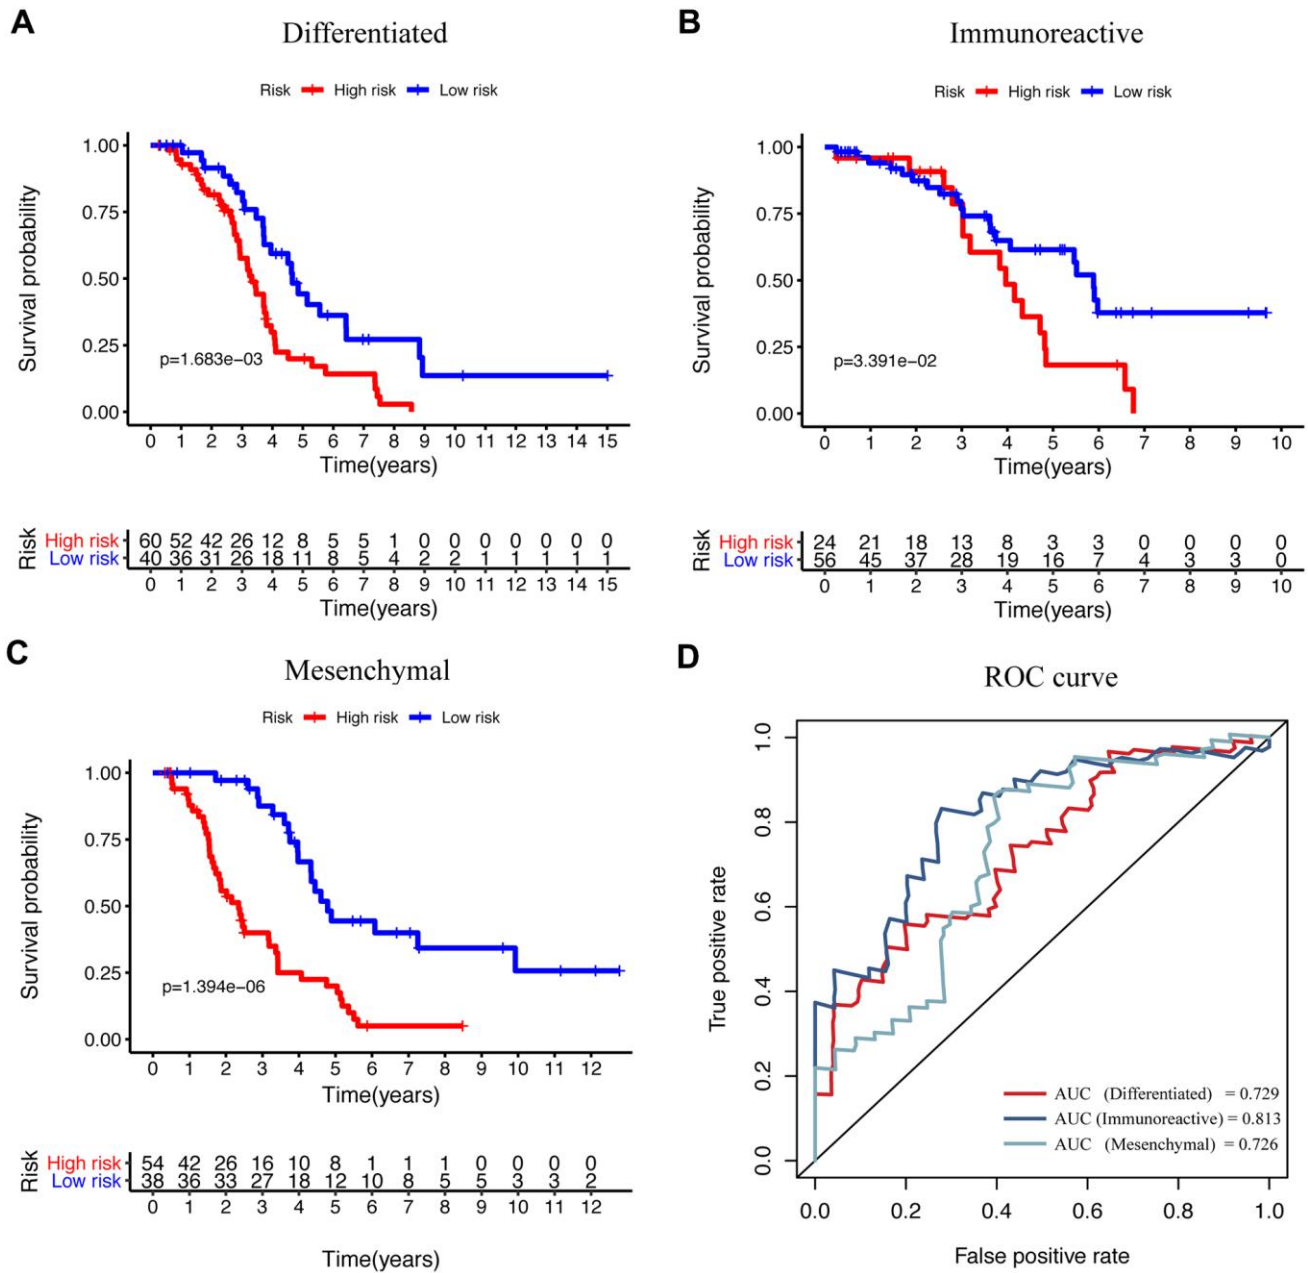 A
Differentiated
Risk High risk Low risk
1.00
0.75
0.50
0.25
0.00
Survival probability
p=1.683e−03
0 1 2 3 4 5 6 7 8 9 10 11 12 13 14 15
Time(years)
Risk
High risk 60 52 42 26 12 8 5 5 1 0 0 0 0 0 0 0
Low risk 40 36 31 26 18 11 8 5 4 2 2 1 1 1 1 1
0 1 2 3 4 5 6 7 8 9 10 11 12 13 14 15
Time(years)
B
Immunoreactive
Risk High risk Low risk
1.00
0.75
0.50
0.25
0.00
Survival probability
p=3.391e−02
0 1 2 3 4 5 6 7 8 9 10
Time(years)
Risk
High risk 24 21 18 13 8 3 3 0 0 0 0
Low risk 56 45 37 28 19 16 7 4 3 3 0
0 1 2 3 4 5 6 7 8 9 10
Time(years)
C
Mesenchymal
Risk High risk Low risk
1.00
0.75
0.50
0.25
0.00
Survival probability
p=1.394e−06
0 1 2 3 4 5 6 7 8 9 10 11 12
Time(years)
Risk
High risk 54 42 26 16 10 8 1 1 1 0 0 0 0
Low risk 38 36 33 27 18 12 10 8 5 5 3 3 2
0 1 2 3 4 5 6 7 8 9 10 11 12
Time(years)
D
ROC curve
1.0
0.8
0.6
0.4
0.2
0.0
True positive rate
AUC (Differentiated) = 0.729
AUC (Immunoreactive) = 0.813
AUC (Mesenchymal) = 0.726
0.0 0.2 0.4 0.6 0.8 1.0
False positive rate